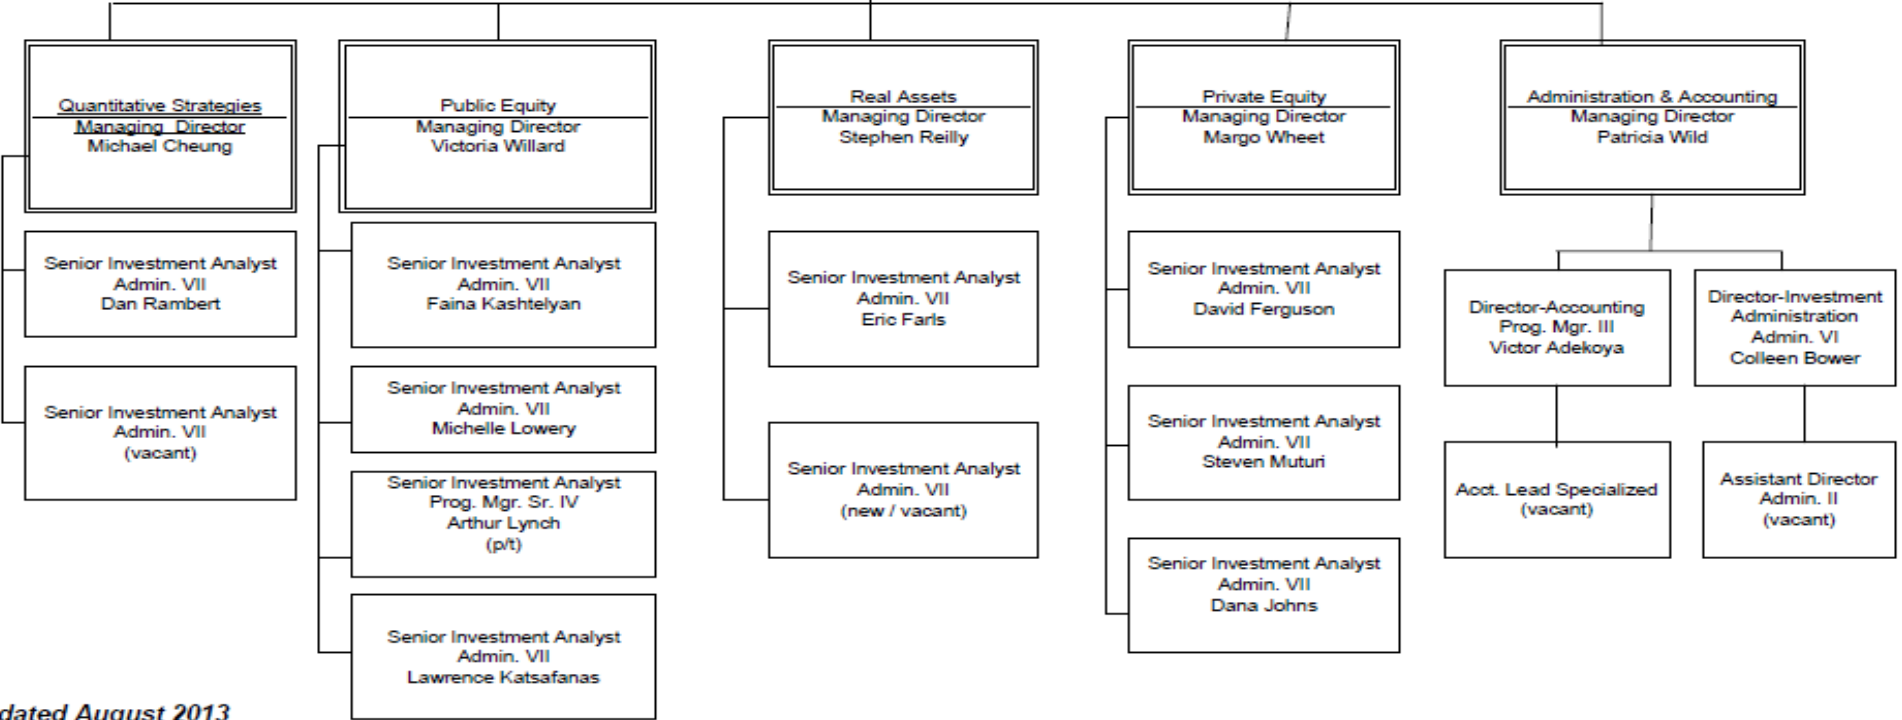 Quantitative Strategies
Managing Director
Michael Cheung
Senior Investment Analyst
Admin. VII
Dan Rambert
Senior Investment Analyst
Admin. VII
(vacant)
Public Equity
Managing Director
Victoria Willard
Senior Investment Analyst
Admin. VII
Faina Kashtelyan
Senior Investment Analyst
Admin. VII
Michelle Lowery
Senior Investment Analyst
Prog. Mgr. Sr. IV
Arthur Lynch
(p/t)
Senior Investment Analyst
Admin. VII
Lawrence Katsafanas
Real Assets
Managing Director
Stephen Reilly
Senior Investment Analyst
Admin. VII
Eric Farls
Senior Investment Analyst
Admin. VII
(new / vacant)
Private Equity
Managing Director
Margo Wheet
Senior Investment Analyst
Admin. VII
David Ferguson
Senior Investment Analyst
Admin. VII
Steven Muturi
Senior Investment Analyst
Admin. VII
Dana Johns
Administration & Accounting
Managing Director
Patricia Wild
Director-Accounting
Prog. Mgr. III
Victor Adekoya
Acct. Lead Specialized
(vacant)
Director-Investment
Administration
Admin. VI
Colleen Bower
Assistant Director
Admin. II
(vacant)
dated August 2013